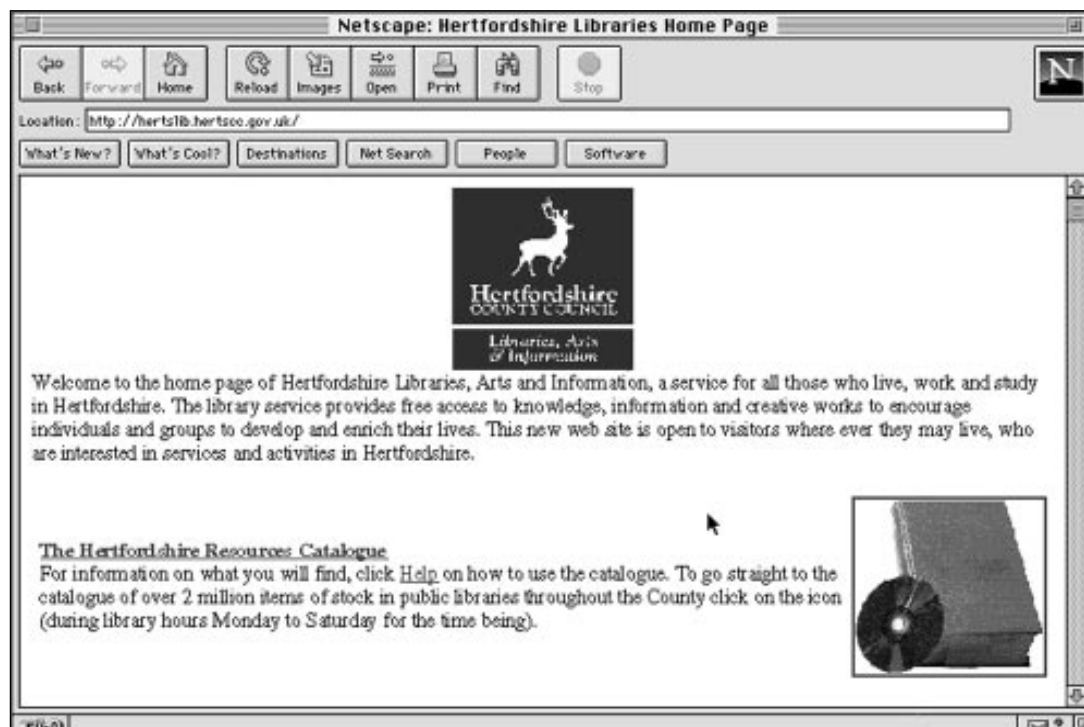 Netscape: Hertfordshire Libraries Home Page
Back Forward Home Reload Images Open Print Find Stop
N
Location: http://hertslib.hertscc.gov.uk/
What's New? What's Cool? Destinations Net Search People Software
Hertfordshire
COUNTY COUNCIL
Libraries, Arts
& Information
Welcome to the home page of Hertfordshire Libraries, Arts and Information, a service for all those who live, work and study
in Hertfordshire. The library service provides free access to knowledge, information and creative works to encourage
individuals and groups to develop and enrich their lives. This new web site is open to visitors where ever they may live, who
are interested in services and activities in Hertfordshire.
The Hertfordshire Resources Catalogue
For information on what you will find, click Help on how to use the catalogue. To go straight to the
catalogue of over 2 million items of stock in public libraries throughout the County click on the icon
(during library hours Monday to Saturday for the time being).
?